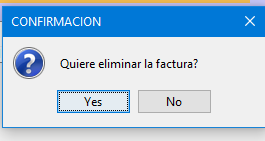 CONFIRMACION
Quiere eliminar la factura?
Yes
No